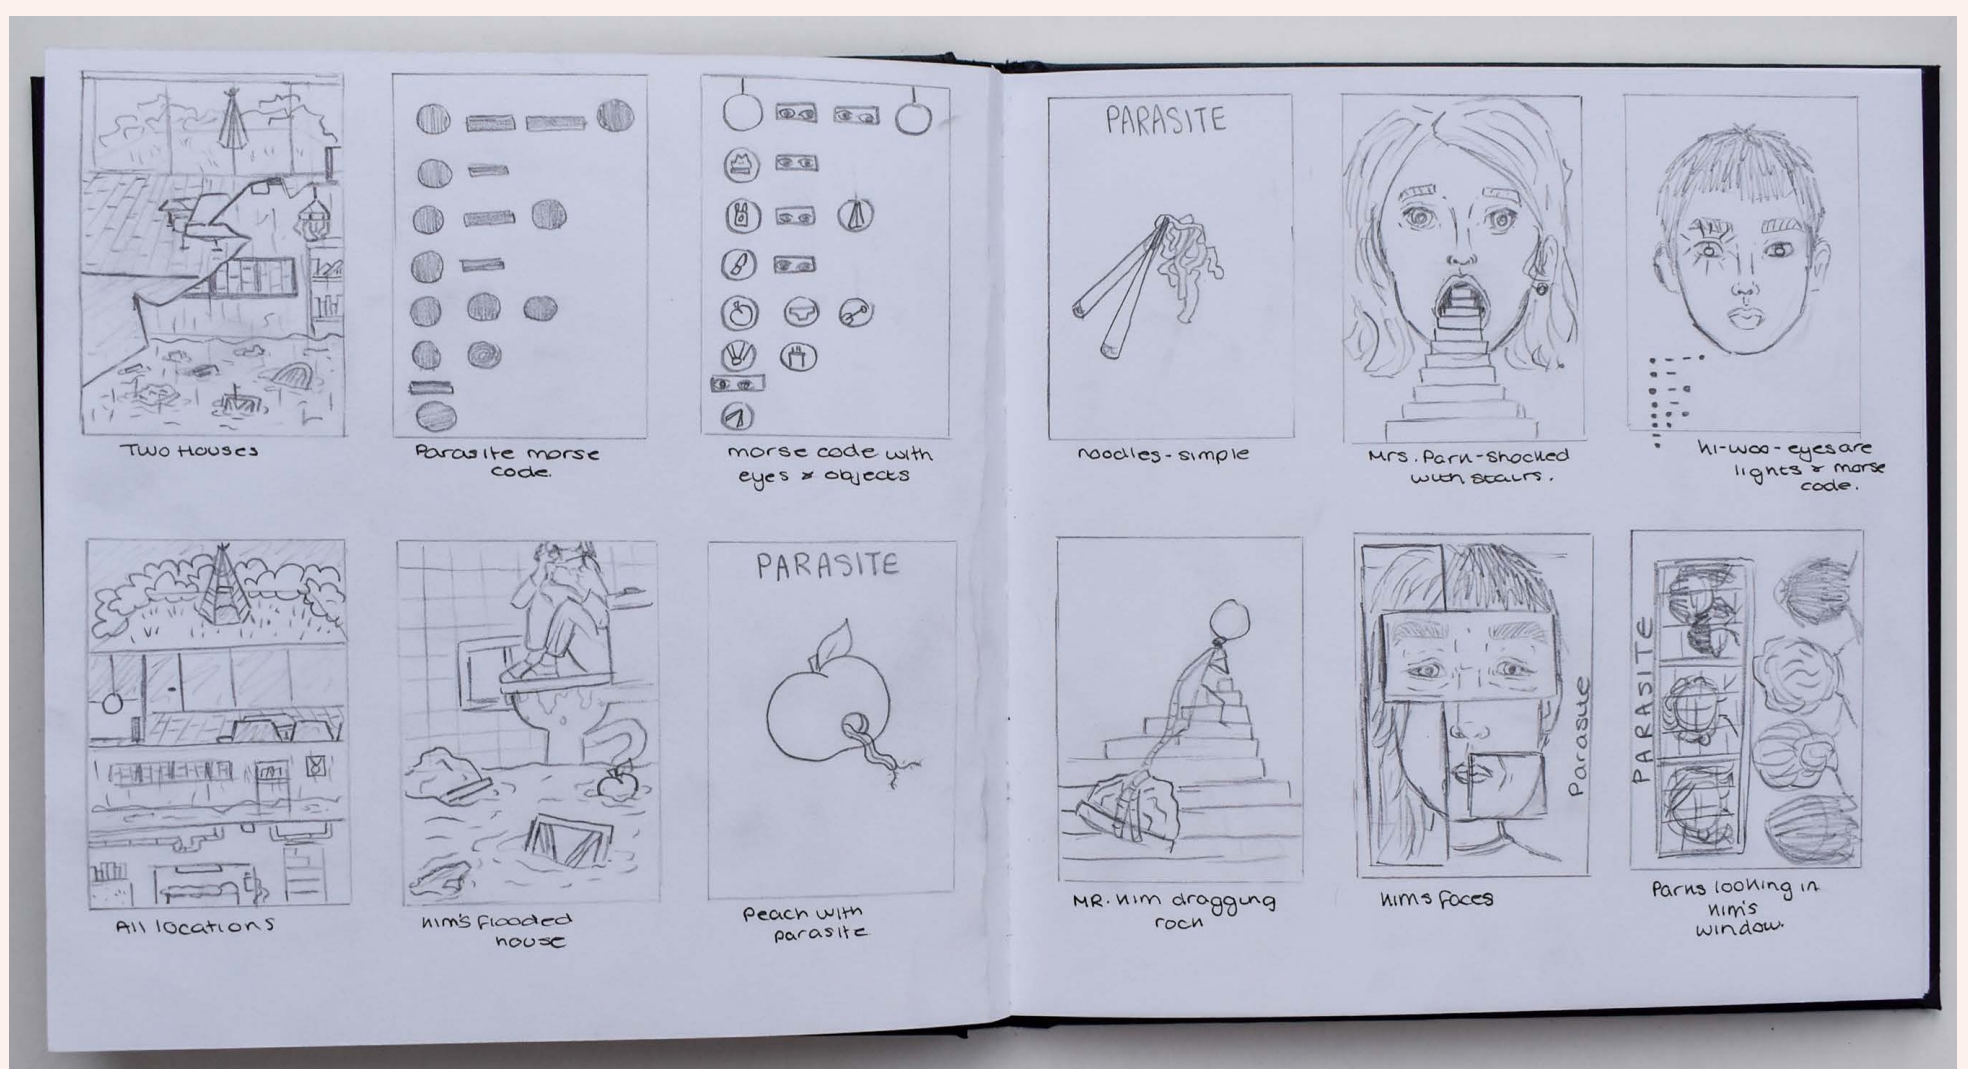 Two Houses
Parasite morse
code.
morse code with
eyes & objects
All locations
Kim's flooded
house
PARASITE
Peach with
parasite
PARASITE
noodles - simple
Mrs. Park - shocked
with stairs.
Ki-woo - eyes are
lights & morse
code.
MR. Kim dragging
rock
Parasite
Kims faces
PARASITE
Parks looking in
Kim's
window.